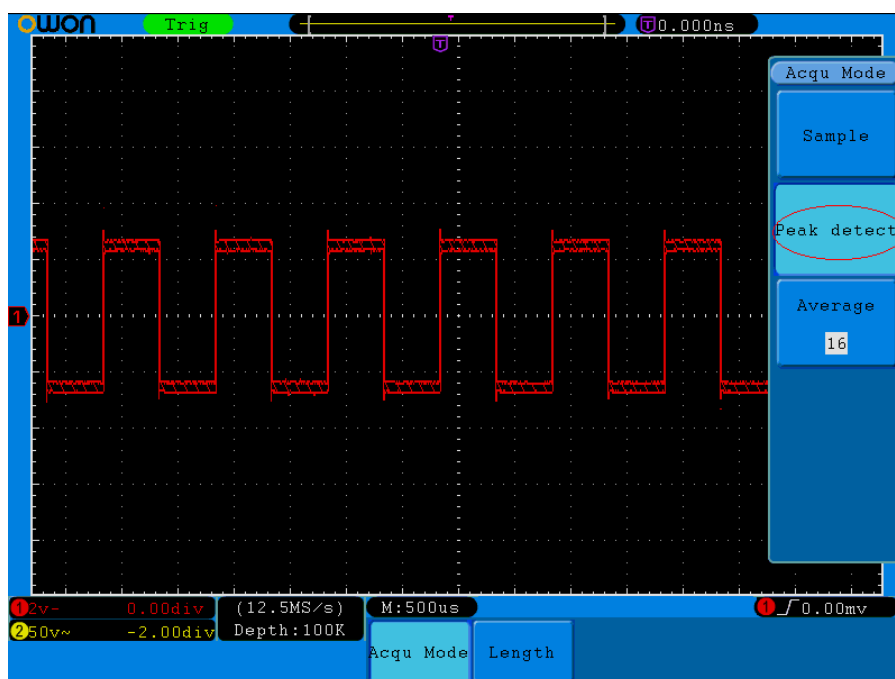 OWON Trig T 0.000ns
T
Acqu Mode
Sample
Peak detect
Average
16
1
1 2v- 0.00div (12.5MS/s) M:500us 1 0.00mv
2 50v~ -2.00div Depth:100K
Acqu Mode Length